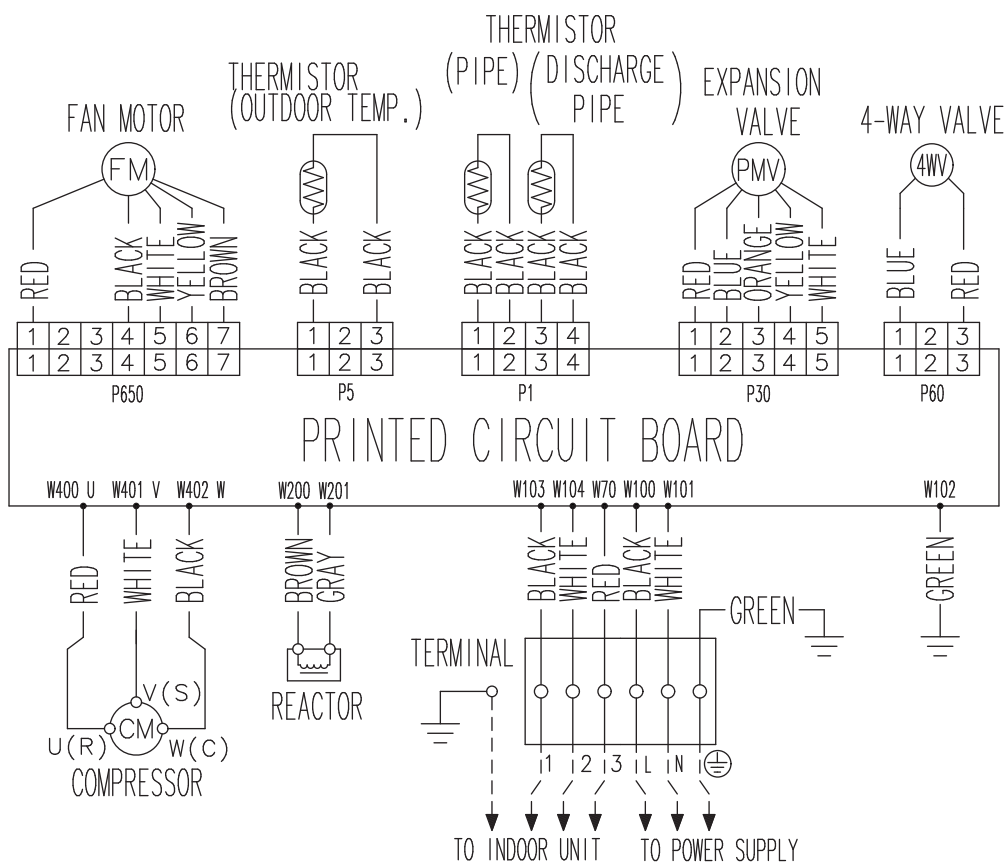 THERMISTOR
(PIPE) (DISCHARGE PIPE)
THERMISTOR
(OUTDOOR TEMP.)
EXPANSION
VALVE
FAN MOTOR
4-WAY VALVE
FM
PMV
4WV
RED BLACK WHITE YELLOW BROWN
BLACK BLACK
BLACK BLACK BLACK BLACK
RED BLUE ORANGE YELLOW WHITE
BLUE RED
1 2 3 4 5 6 7 1 2 3 1 2 3 4 1 2 3 4 5 1 2 3
1 2 3 4 5 6 7 1 2 3 1 2 3 4 1 2 3 4 5 1 2 3
P650 P5 P1 P30 P60
PRINTED CIRCUIT BOARD
W400 U W401 V W402 W W200 W201 W103 W104 W70 W100 W101 W102
RED WHITE BLACK
BROWN GRAY
BLACK WHITE RED BLACK WHITE
GREEN
GREEN
TERMINAL
V(S)
REACTOR
CM
U(R) W(C)
COMPRESSOR
1 2 3 L N
TO INDOOR UNIT TO POWER SUPPLY